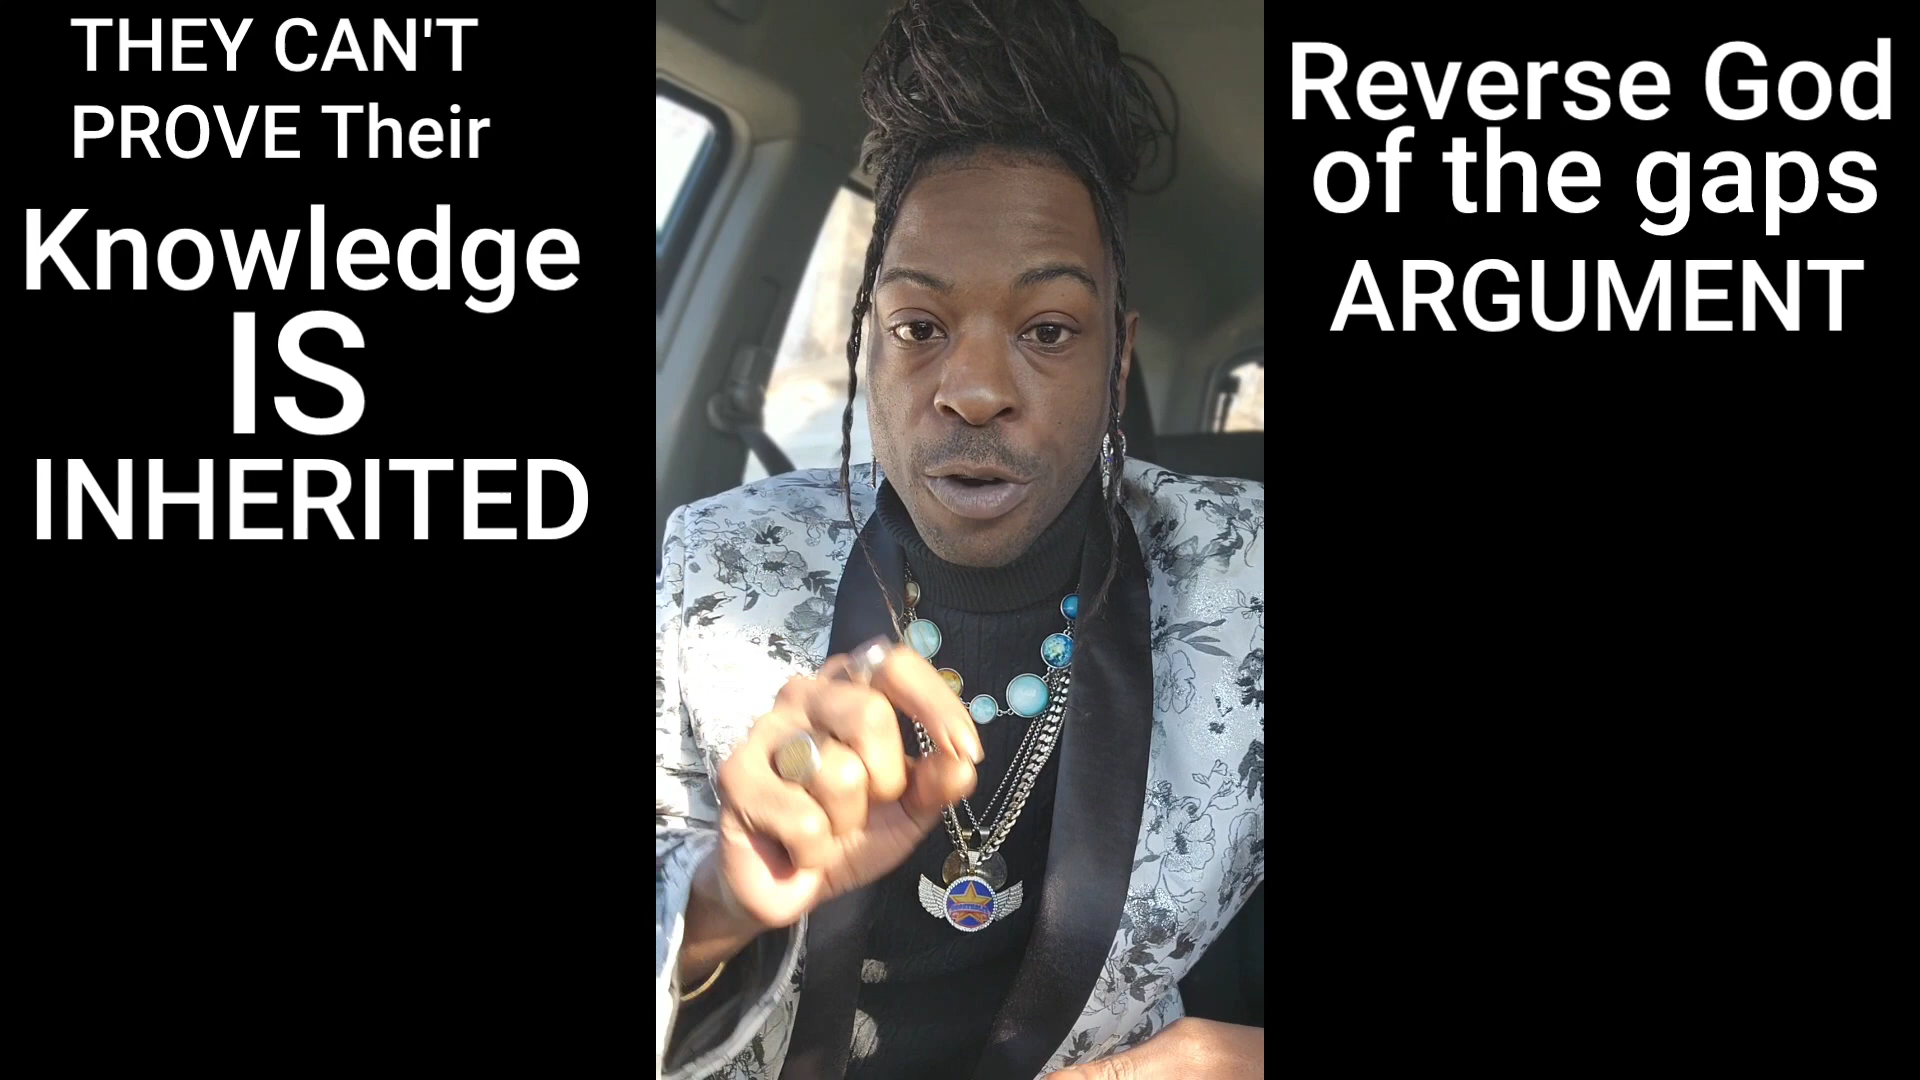 THEY CAN'T
PROVE Their
Knowledge
IS
INHERITED
Reverse God
of the gaps
ARGUMENT